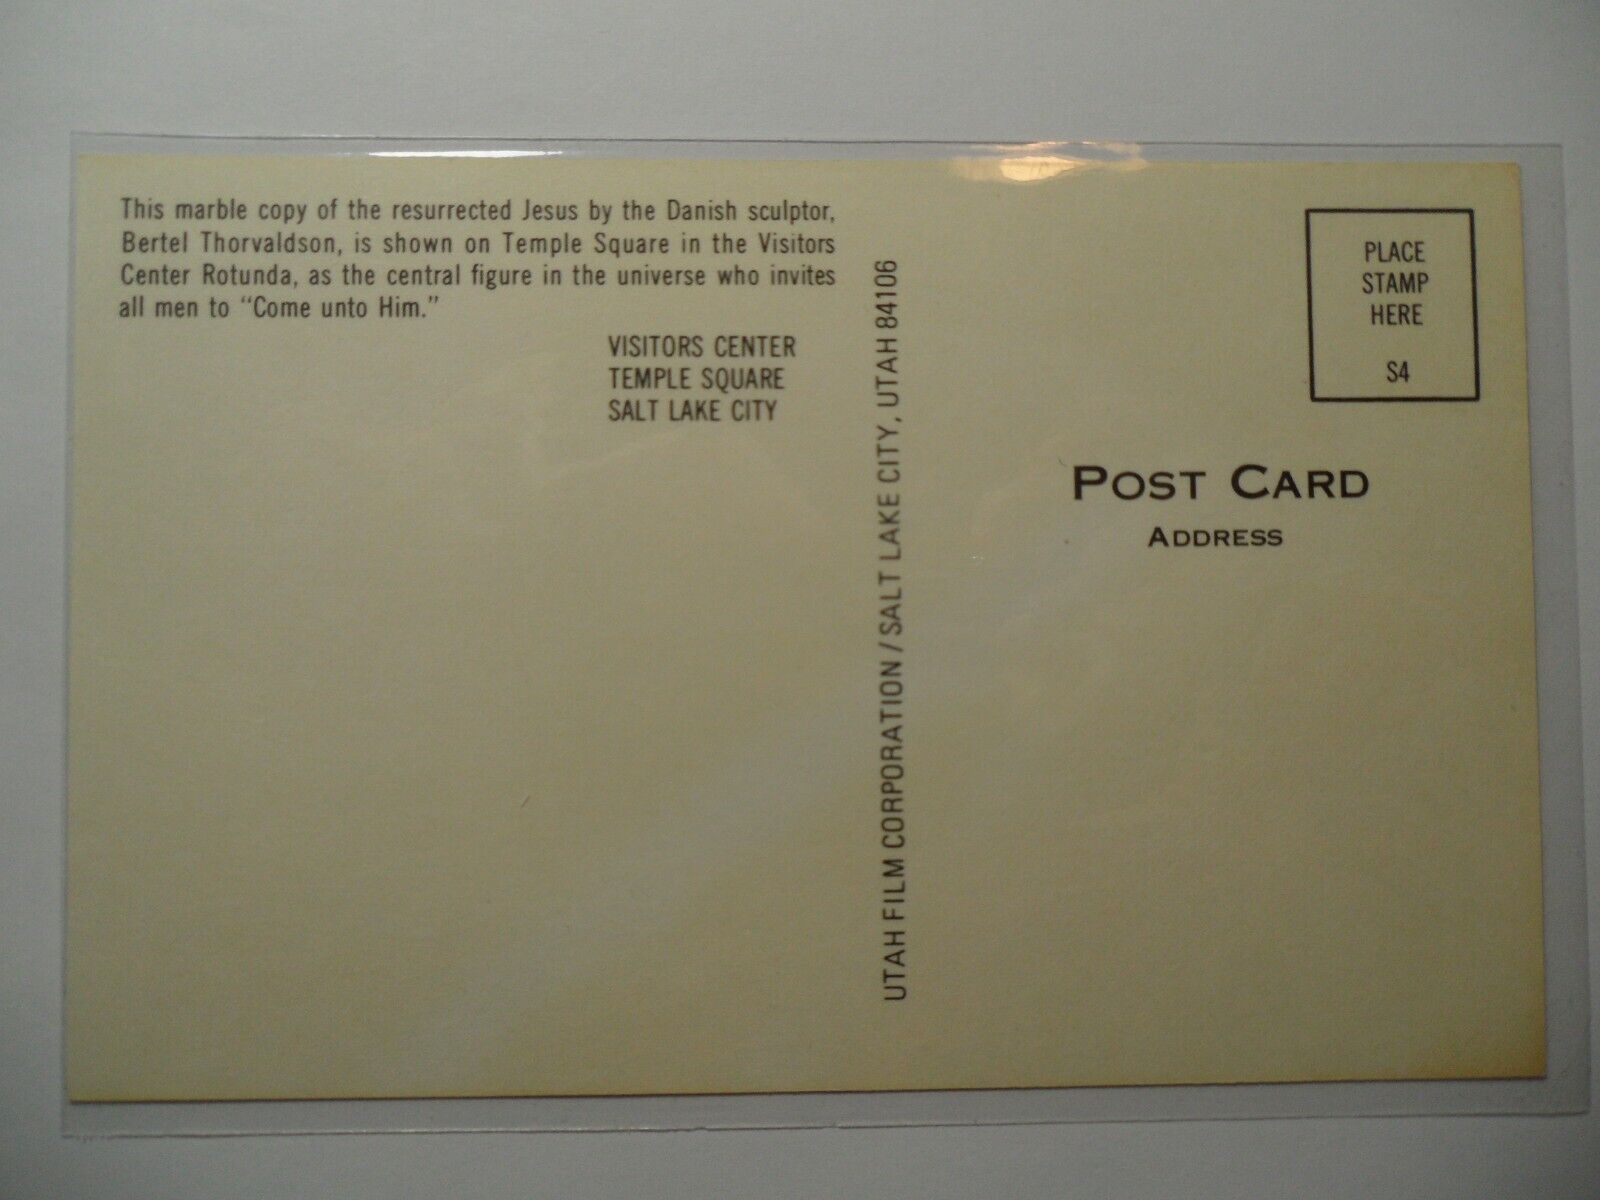 This marble copy of the resurrected Jesus by the Danish sculptor,
Bertel Thorvaldson, is shown on Temple Square in the Visitors
Center Rotunda, as the central figure in the universe who invites
all men to “Come unto Him.”
VISITORS CENTER
TEMPLE SQUARE
SALT LAKE CITY
UTAH FILM CORPORATION/SALT LAKE CITY, UTAH 84106
PLACE
STAMP
HERE
S4
POST CARD
ADDRESS